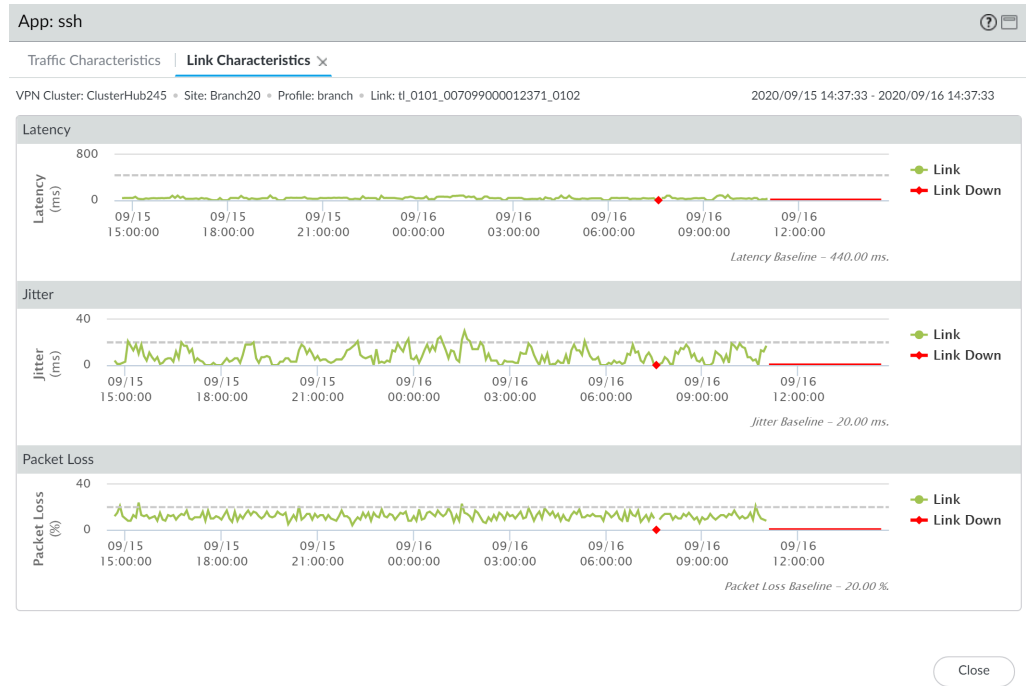 App: ssh
Traffic Characteristics Link Characteristics
VPN Cluster: ClusterHub245 • Site: Branch20 • Profile: branch • Link: tl_0101_007099000012371_0102 2020/09/15 14:37:33 - 2020/09/16 14:37:33
Latency
800
0
Latency
(ms)
09/15 09/15 09/15 09/16 09/16 09/16 09/16 09/16
15:00:00 18:00:00 21:00:00 00:00:00 03:00:00 06:00:00 09:00:00 12:00:00
Link
Link Down
Latency Baseline – 440.00 ms.
Jitter
40
0
Jitter
(ms)
09/15 09/15 09/15 09/16 09/16 09/16 09/16 09/16
15:00:00 18:00:00 21:00:00 00:00:00 03:00:00 06:00:00 09:00:00 12:00:00
Link
Link Down
Jitter Baseline – 20.00 ms.
Packet Loss
40
0
Packet Loss
(%)
09/15 09/15 09/15 09/16 09/16 09/16 09/16 09/16
15:00:00 18:00:00 21:00:00 00:00:00 03:00:00 06:00:00 09:00:00 12:00:00
Link
Link Down
Packet Loss Baseline – 20.00 %.
Close